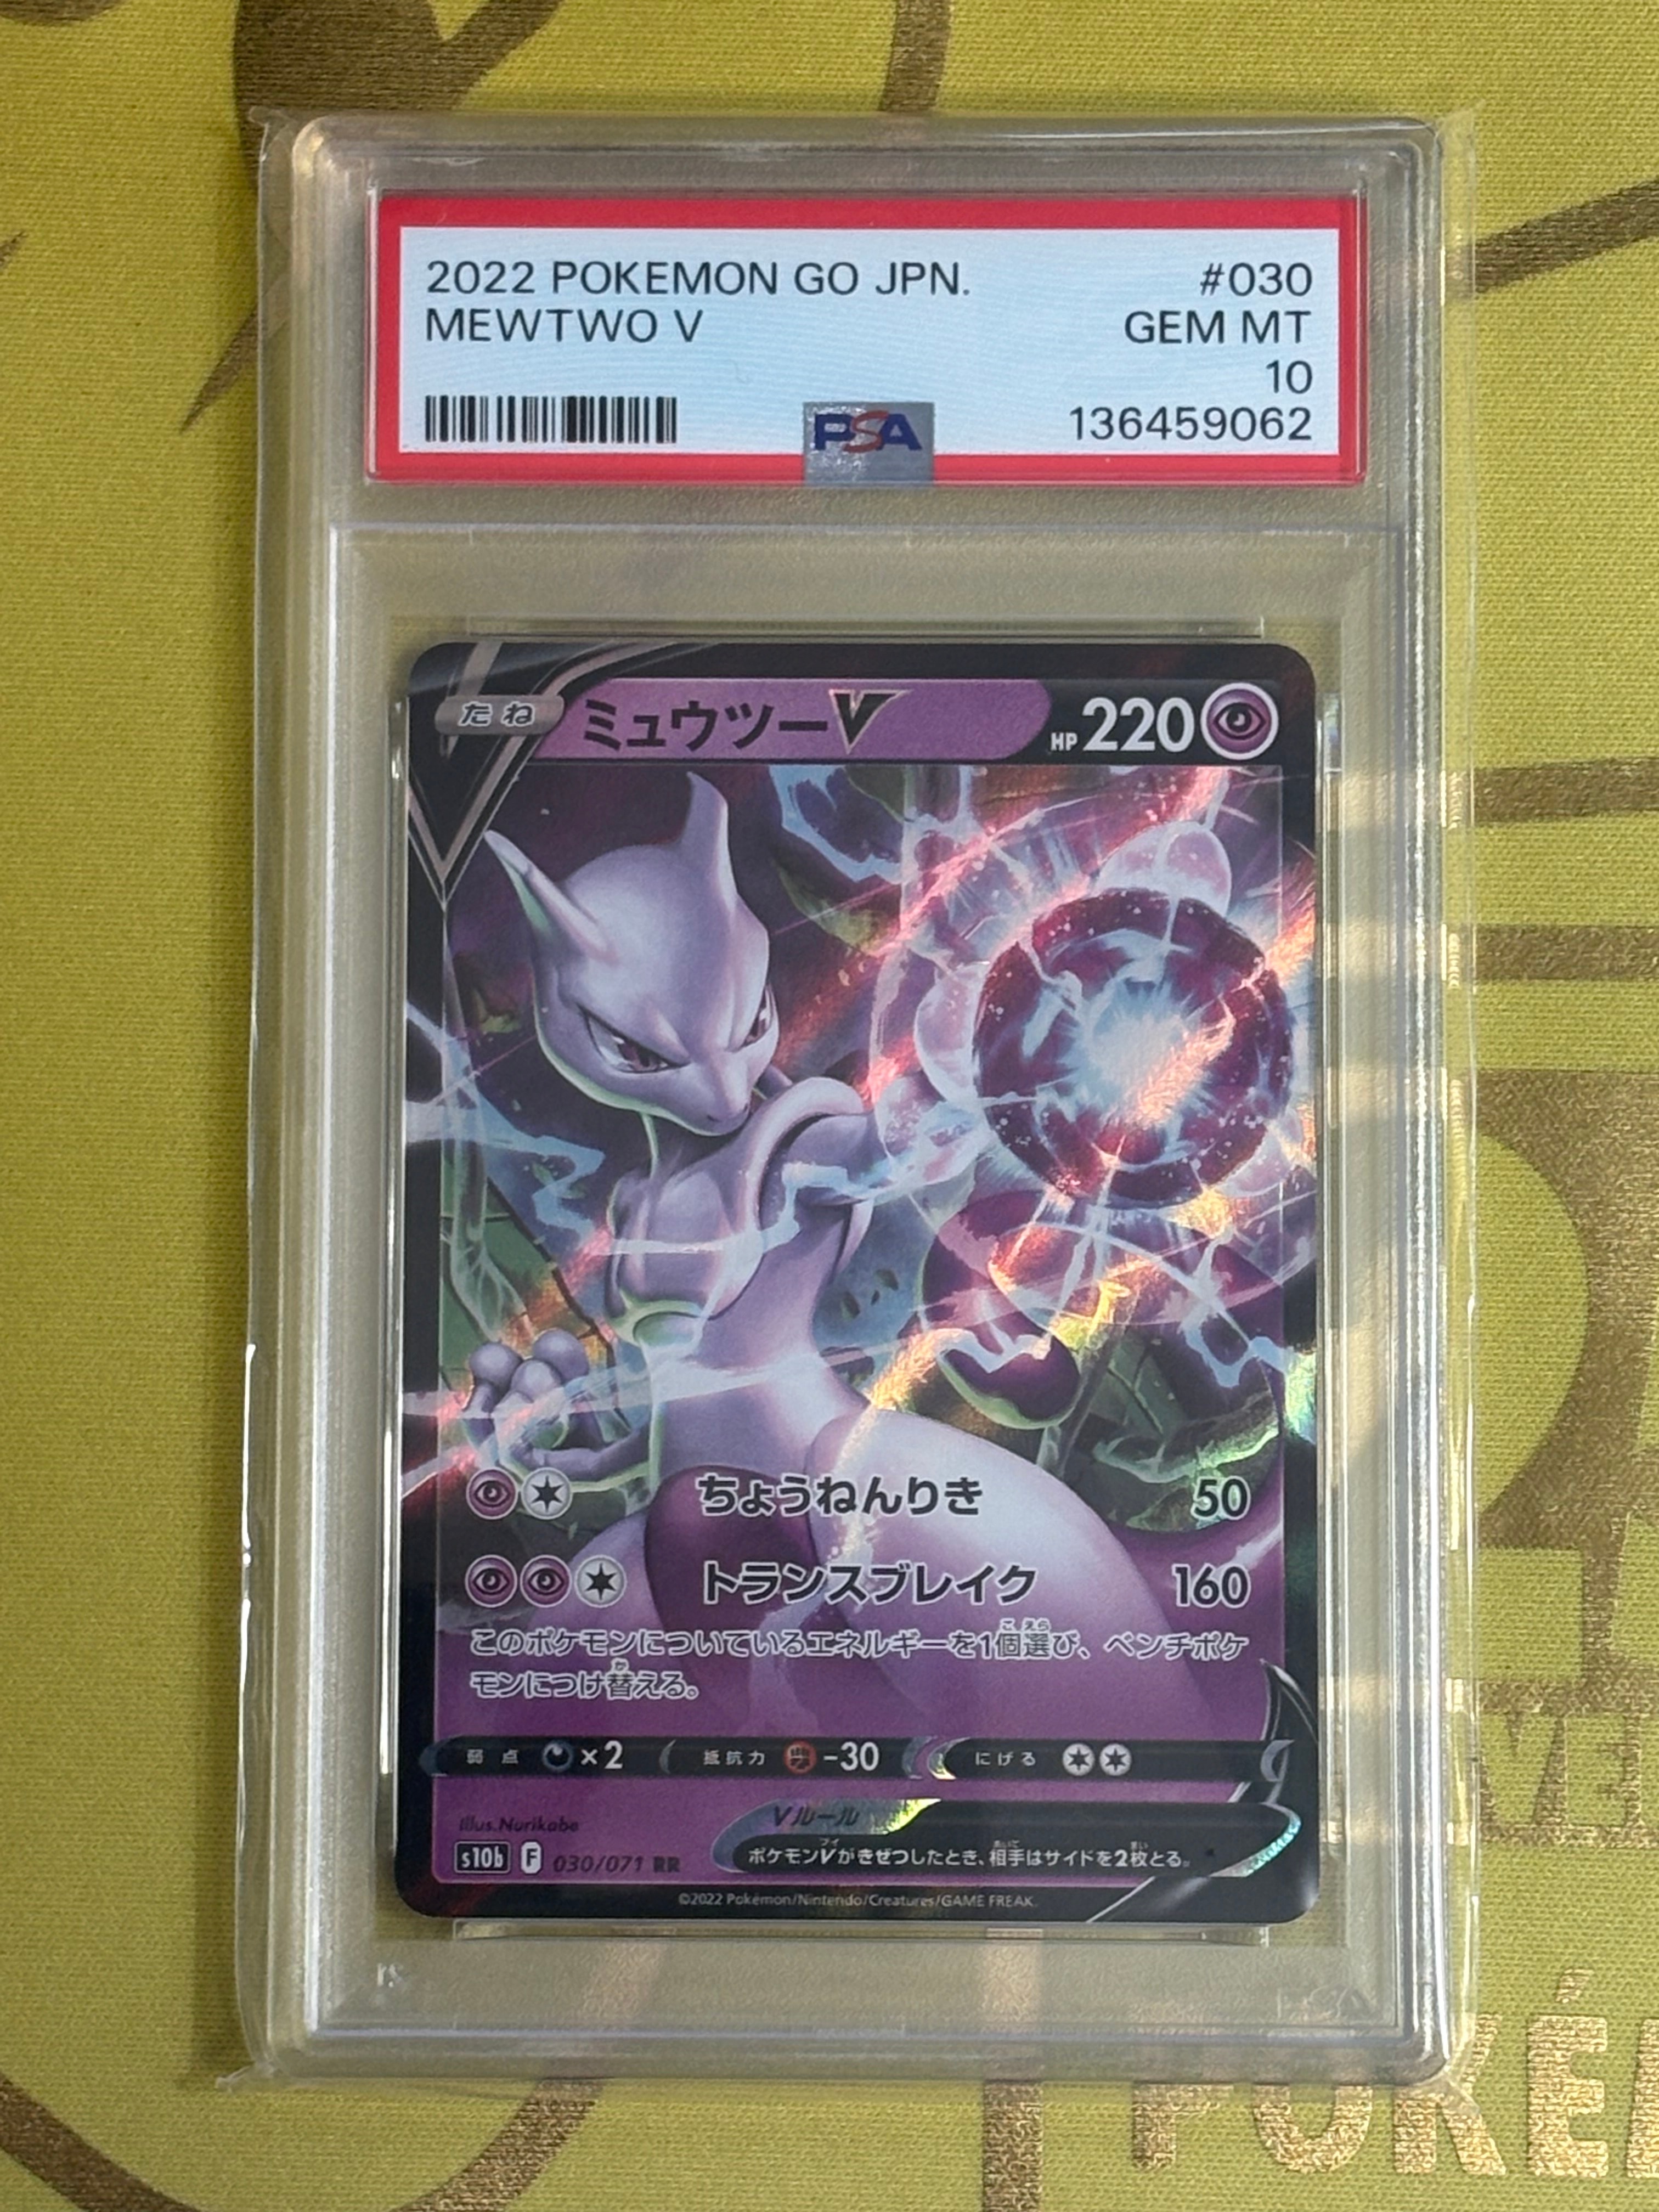 2022 POKEMON GO JPN. #030
MEWTWO V GEM MT
10
PSA 136459062
たね ミュウツーV HP 220
ちょうねんりき 50
トランスブレイク 160
このポケモンについているエネルギーを1個選び、ベンチポケ
モンにつけ替える。
弱点 ×2 抵抗力 -30 にげる
Illus.Norikabe
Vルール
s10b F 030/071 RR ポケモンVがきぜつしたとき、相手はサイドを2枚とる。
©2022 Pokémon/Nintendo/Creatures/GAME FREAK.
POKÉ